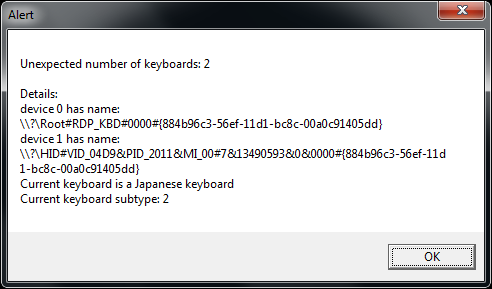 Alert
Unexpected number of keyboards: 2
Details:
device 0 has name:
\\?\Root#RDP_KBD#0000#{884b96c3-56ef-11d1-bc8c-00a0c91405dd}
device 1 has name:
\\?\HID#VID_04D9&PID_2011&MI_00#7&13490593&0&0000#{884b96c3-56ef-11d
1-bc8c-00a0c91405dd}
Current keyboard is a Japanese keyboard
Current keyboard subtype: 2
OK